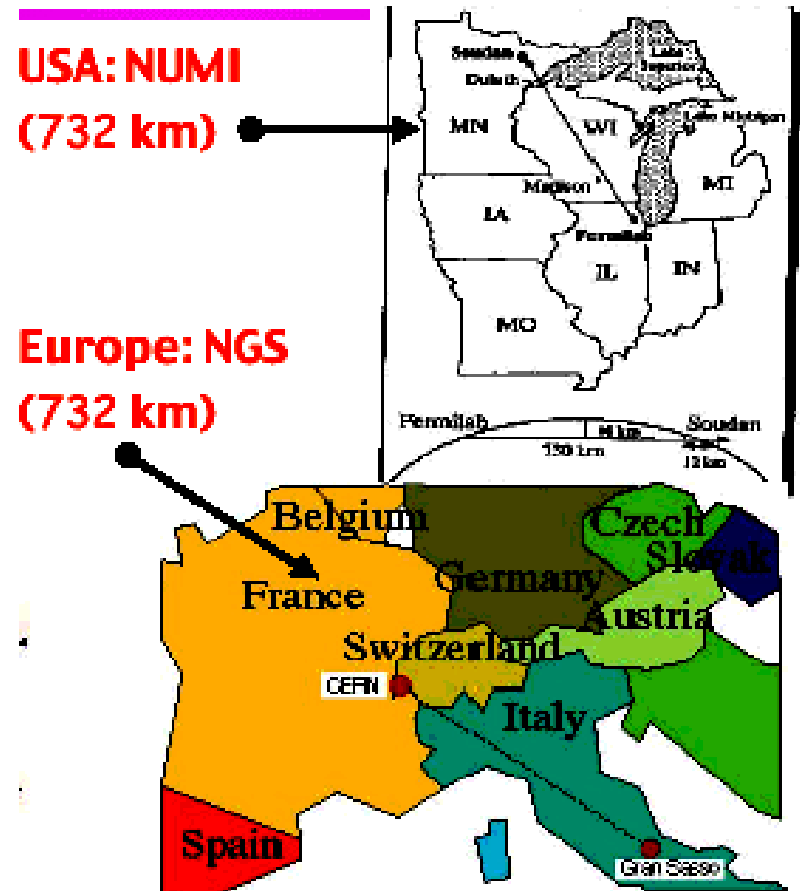 USA: NUMI
(732 km)
Soudan
Duluth
Lake
Superior
MN
WI
Lake Michigan
Madison
MI
IA
Fermilab
IL
IN
MO
Europe: NGS
(732 km)
Fermilab
Soudan
730 km
12 km
Belgium
Czech
Slovak
Germany
France
Austria
Switzerland
CERN
Italy
Spain
Gran Sasso